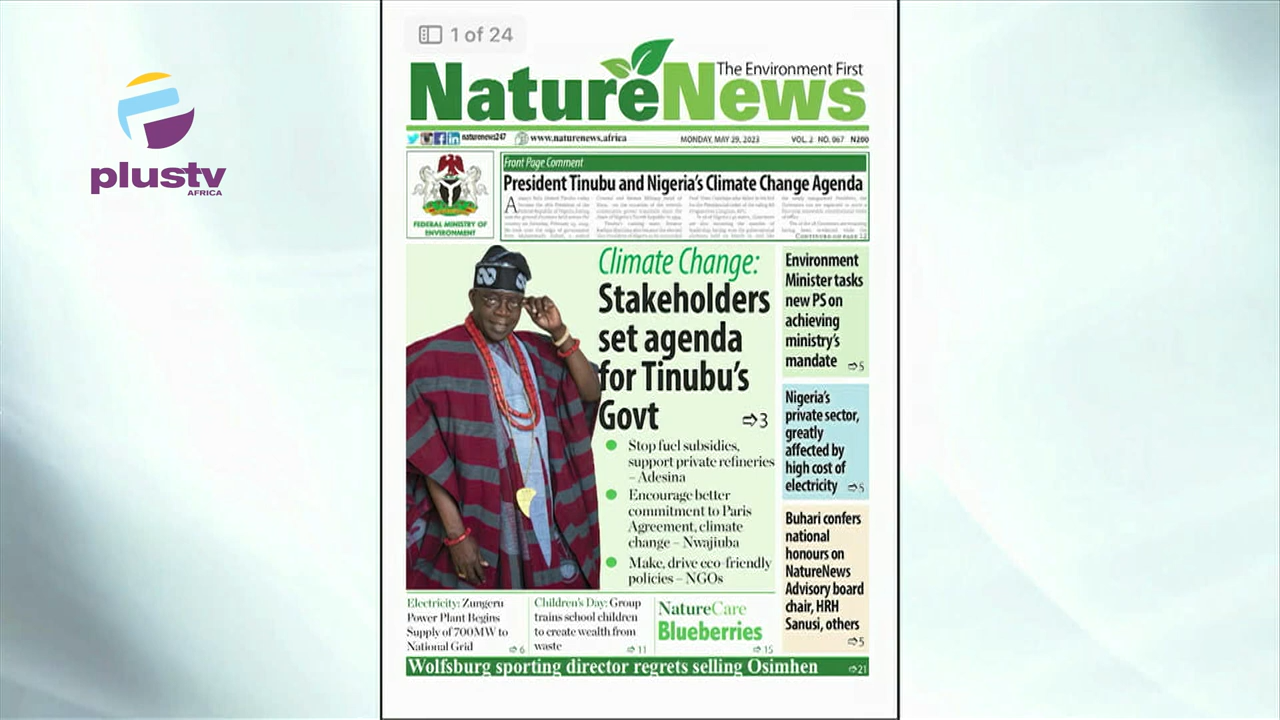 1 of 24
plustv
AFRICA
The Environment First
NatureNews
naturenews247
www.naturenews.africa
MONDAY, MAY 29, 2023
VOL. 2 NO. 067 N200
FEDERAL MINISTRY OF
ENVIRONMENT
Front Page Comment
President Tinubu and Nigeria's Climate Change Agenda
CONTINUED ON PAGE 12
Climate Change:
Stakeholders
set agenda
for Tinubu's
Govt
3
Stop fuel subsidies,
support private refineries
– Adesina
Encourage better
commitment to Paris
Agreement, climate
change – Nwajiuba
Make, drive eco-friendly
policies – NGOs
Environment
Minister tasks
new PS on
achieving
ministry's
mandate 5
Nigeria's
private sector,
greatly
affected by
high cost of
electricity 5
Buhari confers
national
honours on
NatureNews
Advisory board
chair, HRH
Sanusi, others
5
Electricity: Zungeru
Power Plant Begins
Supply of 700MW to
National Grid 6
Children's Day: Group
trains school children
to create wealth from
waste 11
NatureCare
Blueberries
15
Wolfsburg sporting director regrets selling Osimhen 21